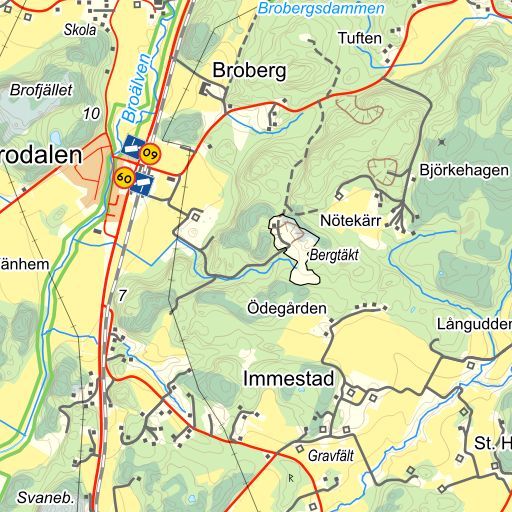 Brobergsdammen
Skola
Tuften
Broälven
Broberg
Brofjället
10
rodalen
60
60
Björkehagen
Nötekärr
Bergtäkt
änhem
7
Ödegården
Långudden
Immestad
St. H
Gravfält
R
Svaneb.